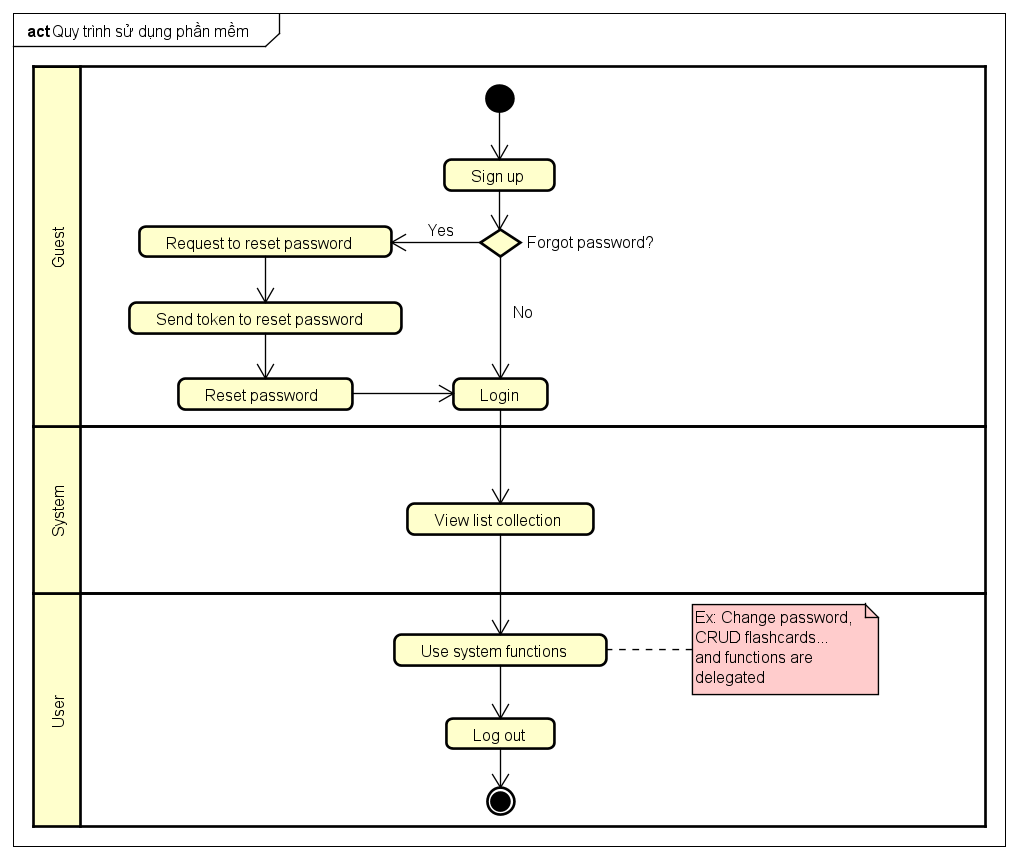 act Quy trình sử dụng phần mềm
Guest
Sign up
Forgot password?
Yes
Request to reset password
No
Send token to reset password
Reset password
Login
System
View list collection
User
Use system functions
Ex: Change password,
CRUD flashcards...
and functions are
delegated
Log out